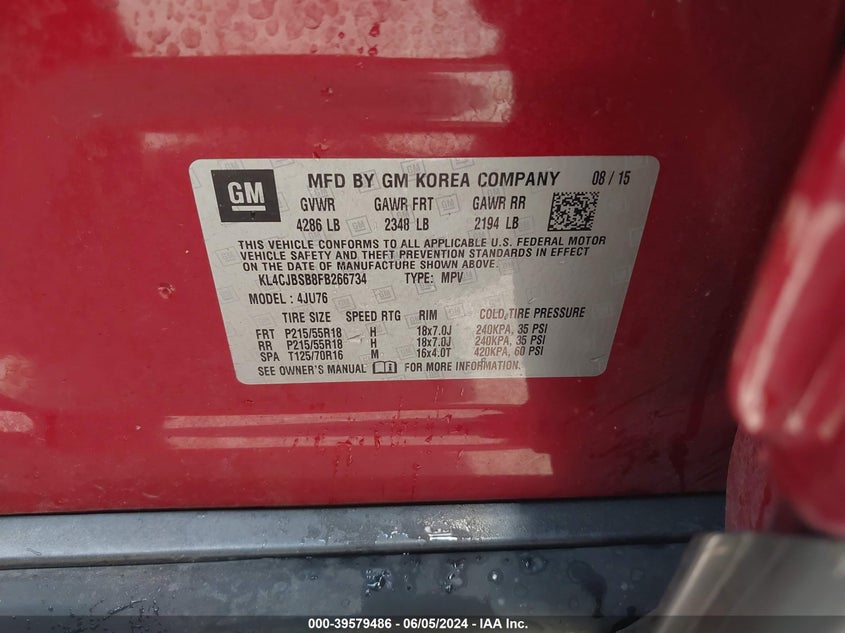 GM MFD BY GM KOREA COMPANY 08 / 15
GVWR GAWR FRT GAWR RR
4286 LB 2348 LB 2194 LB
THIS VEHICLE CONFORMS TO ALL APPLICABLE U.S. FEDERAL MOTOR
VEHICLE SAFETY AND THEFT PREVENTION STANDARDS IN EFFECT
ON THE DATE OF MANUFACTURE SHOWN ABOVE.
KL4CJBSB8FB266734 TYPE: MPV
MODEL : 4JU76
TIRE SIZE SPEED RTG RIM COLD TIRE PRESSURE
FRT P215/55R18 H 18x7.0J 240KPA, 35 PSI
RR P215/55R18 H 18x7.0J 240KPA, 35 PSI
SPA T125/70R16 M 16x4.0T 420KPA, 60 PSI
SEE OWNER'S MANUAL FOR MORE INFORMATION.
000-39579486 - 06/05/2024 - IAA Inc.